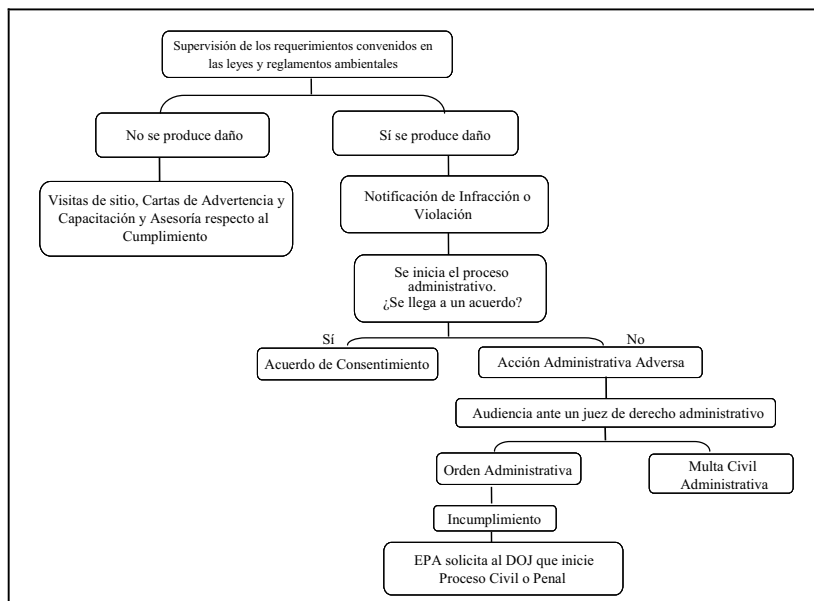 Supervisión de los requerimientos convenidos en
las leyes y reglamentos ambientales
No se produce daño
Sí se produce daño
Visitas de sitio, Cartas de Advertencia y
Capacitación y Asesoría respecto al
Cumplimiento
Notificación de Infracción o
Violación
Se inicia el proceso
administrativo.
¿Se llega a un acuerdo?
Sí
No
Acuerdo de Consentimiento
Acción Administrativa Adversa
Audiencia ante un juez de derecho administrativo
Orden Administrativa
Multa Civil
Administrativa
Incumplimiento
EPA solicita al DOJ que inicie
Proceso Civil o Penal